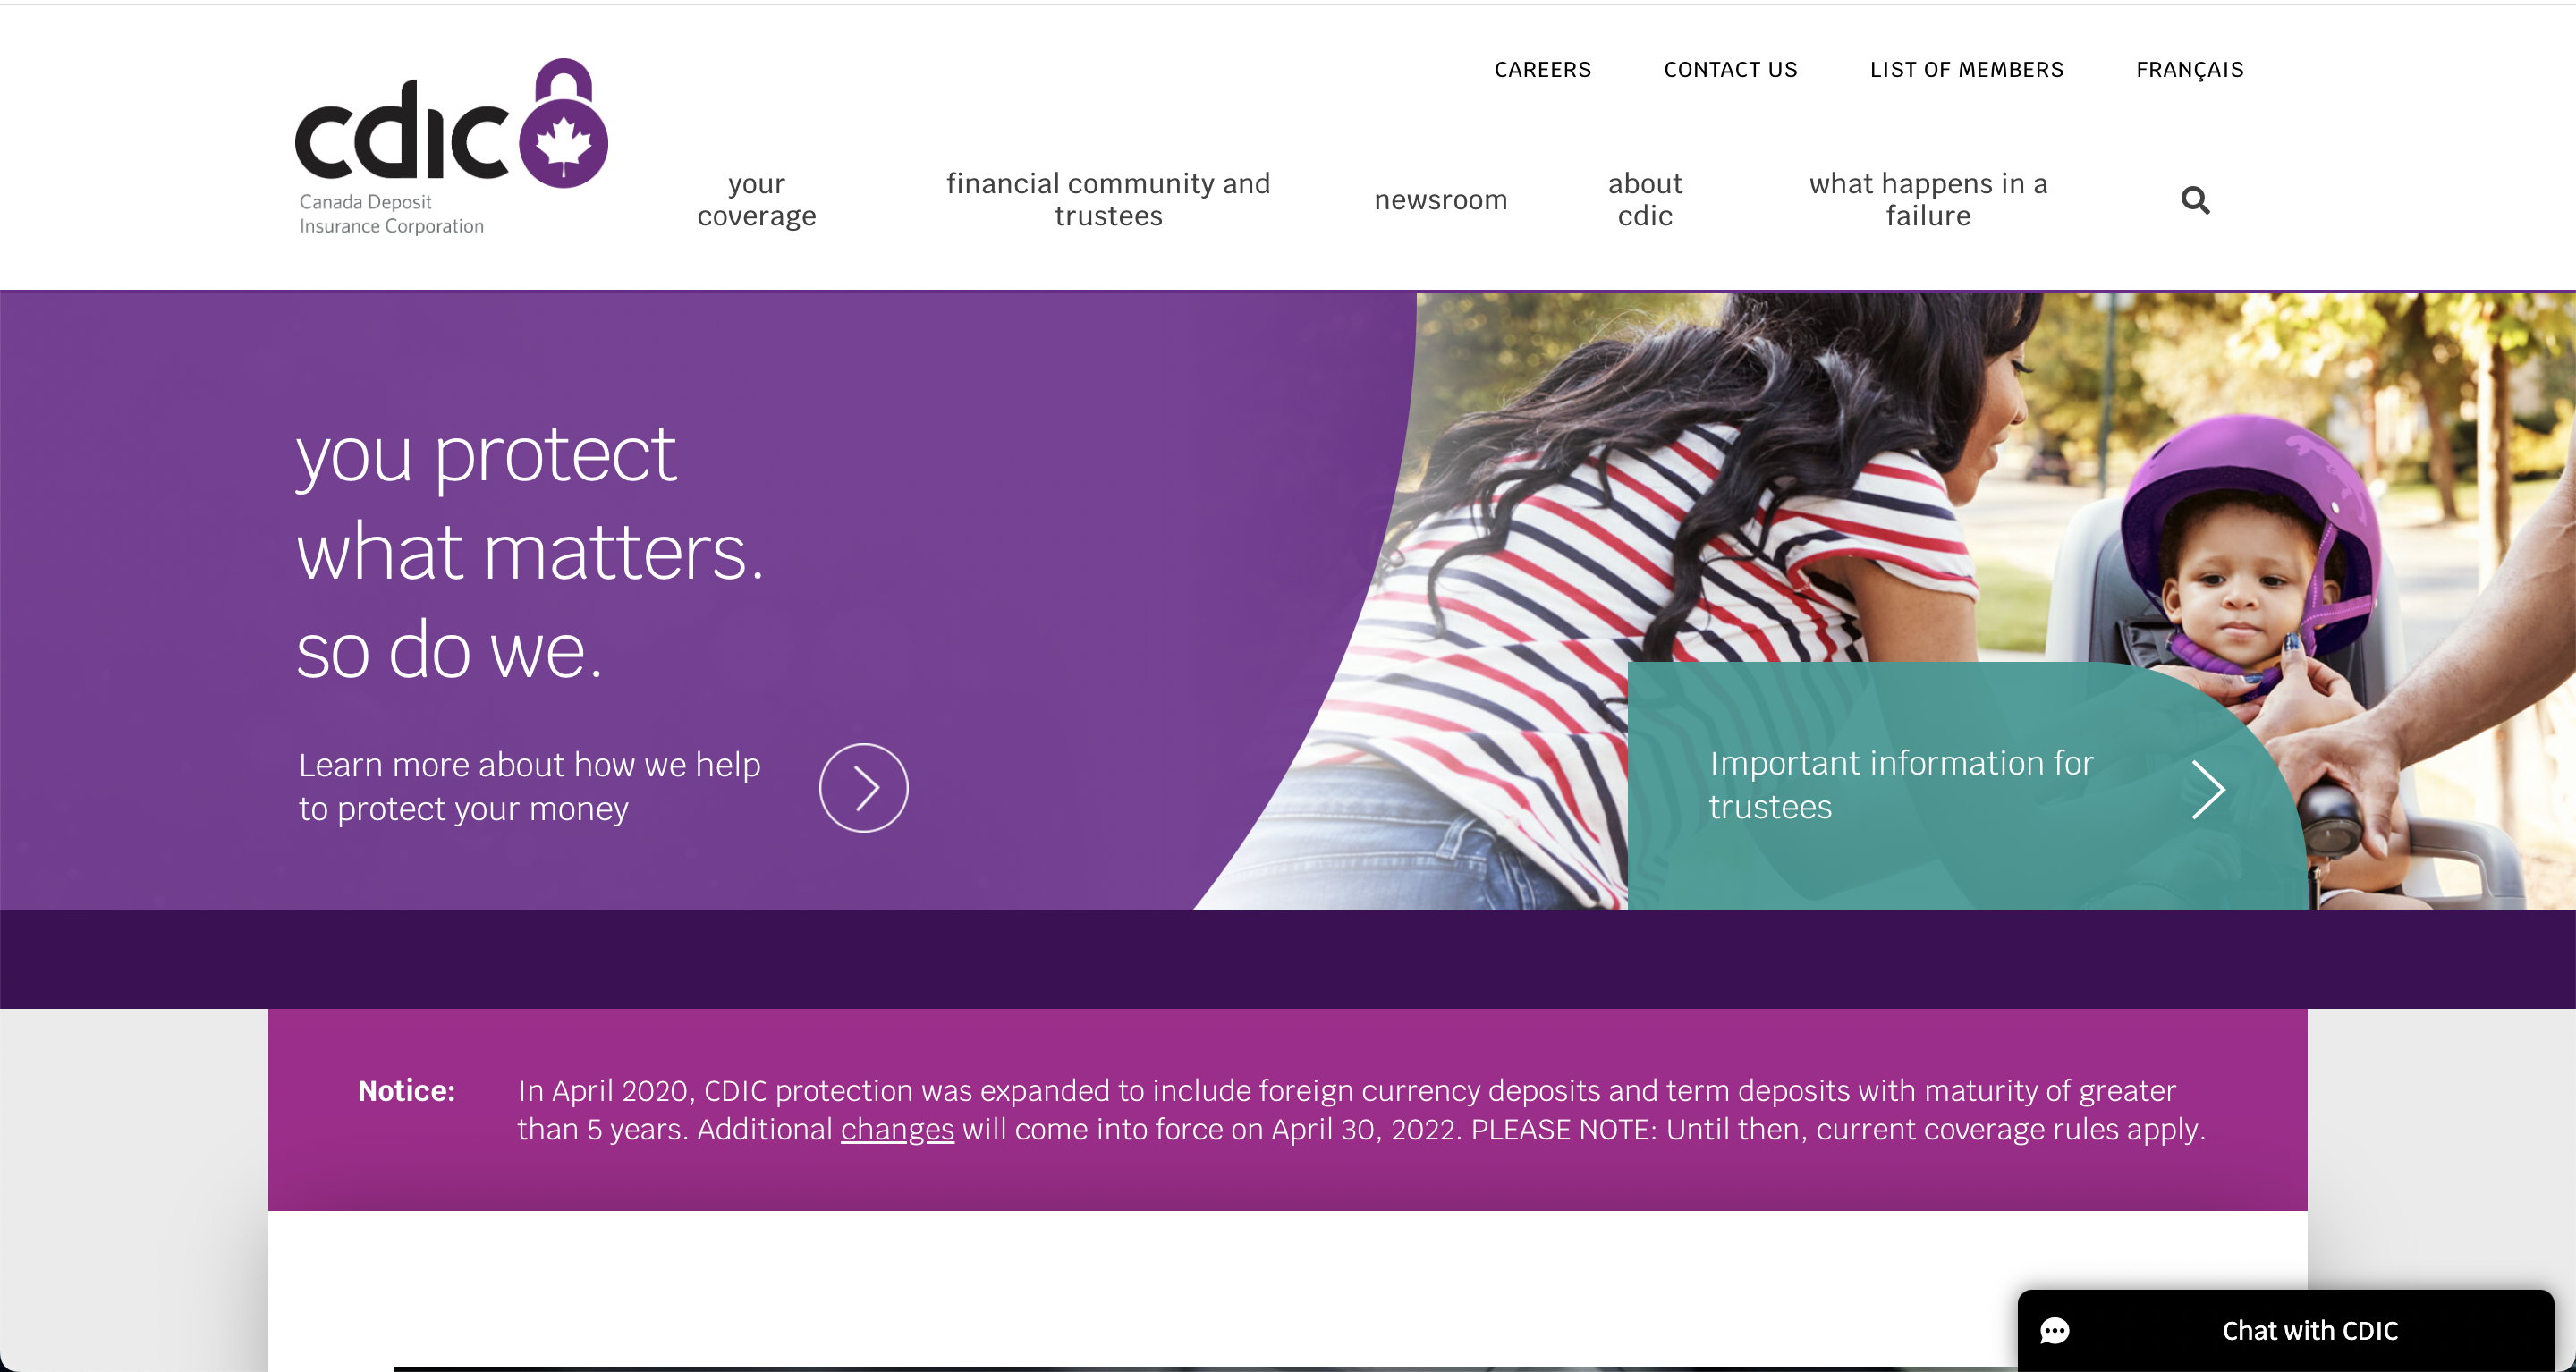 CAREERS
CONTACT US
LIST OF MEMBERS
FRANÇAIS
cdic
Canada Deposit
Insurance Corporation
your
coverage
financial community and
trustees
newsroom
about
cdic
what happens in a
failure
you protect
what matters.
so do we.
Learn more about how we help
to protect your money
Important information for
trustees
Notice:
In April 2020, CDIC protection was expanded to include foreign currency deposits and term deposits with maturity of greater
than 5 years. Additional changes will come into force on April 30, 2022. PLEASE NOTE: Until then, current coverage rules apply.
Chat with CDIC